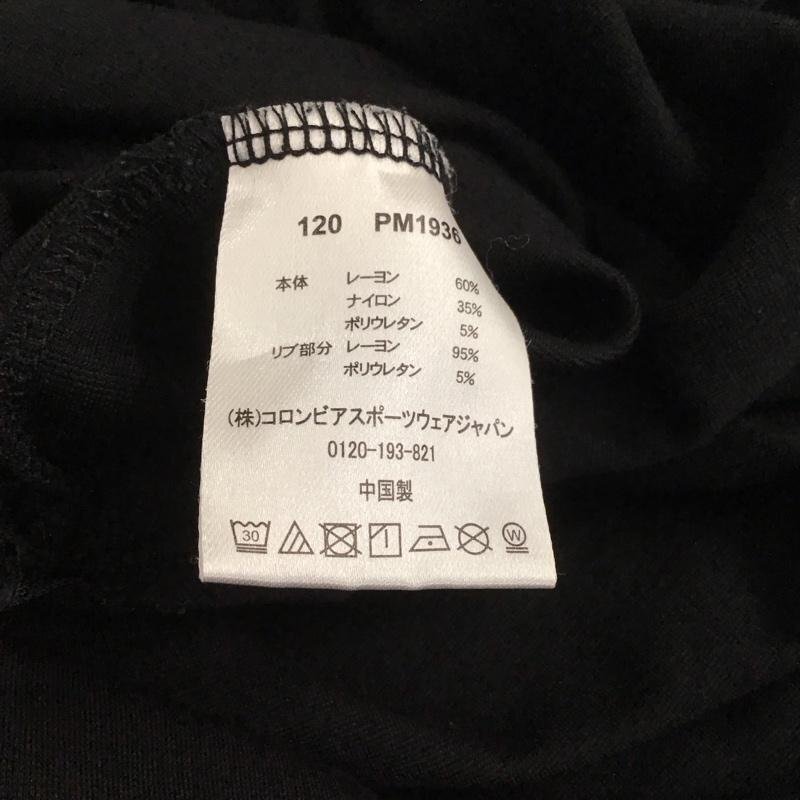 120 PM1936
本体 レーヨン 60%
ナイロン 35%
ポリウレタン 5%
リブ部分 レーヨン 95%
ポリウレタン 5%
(株)コロンビアスポーツウェアジャパン
0120-193-821
中国製
30 W